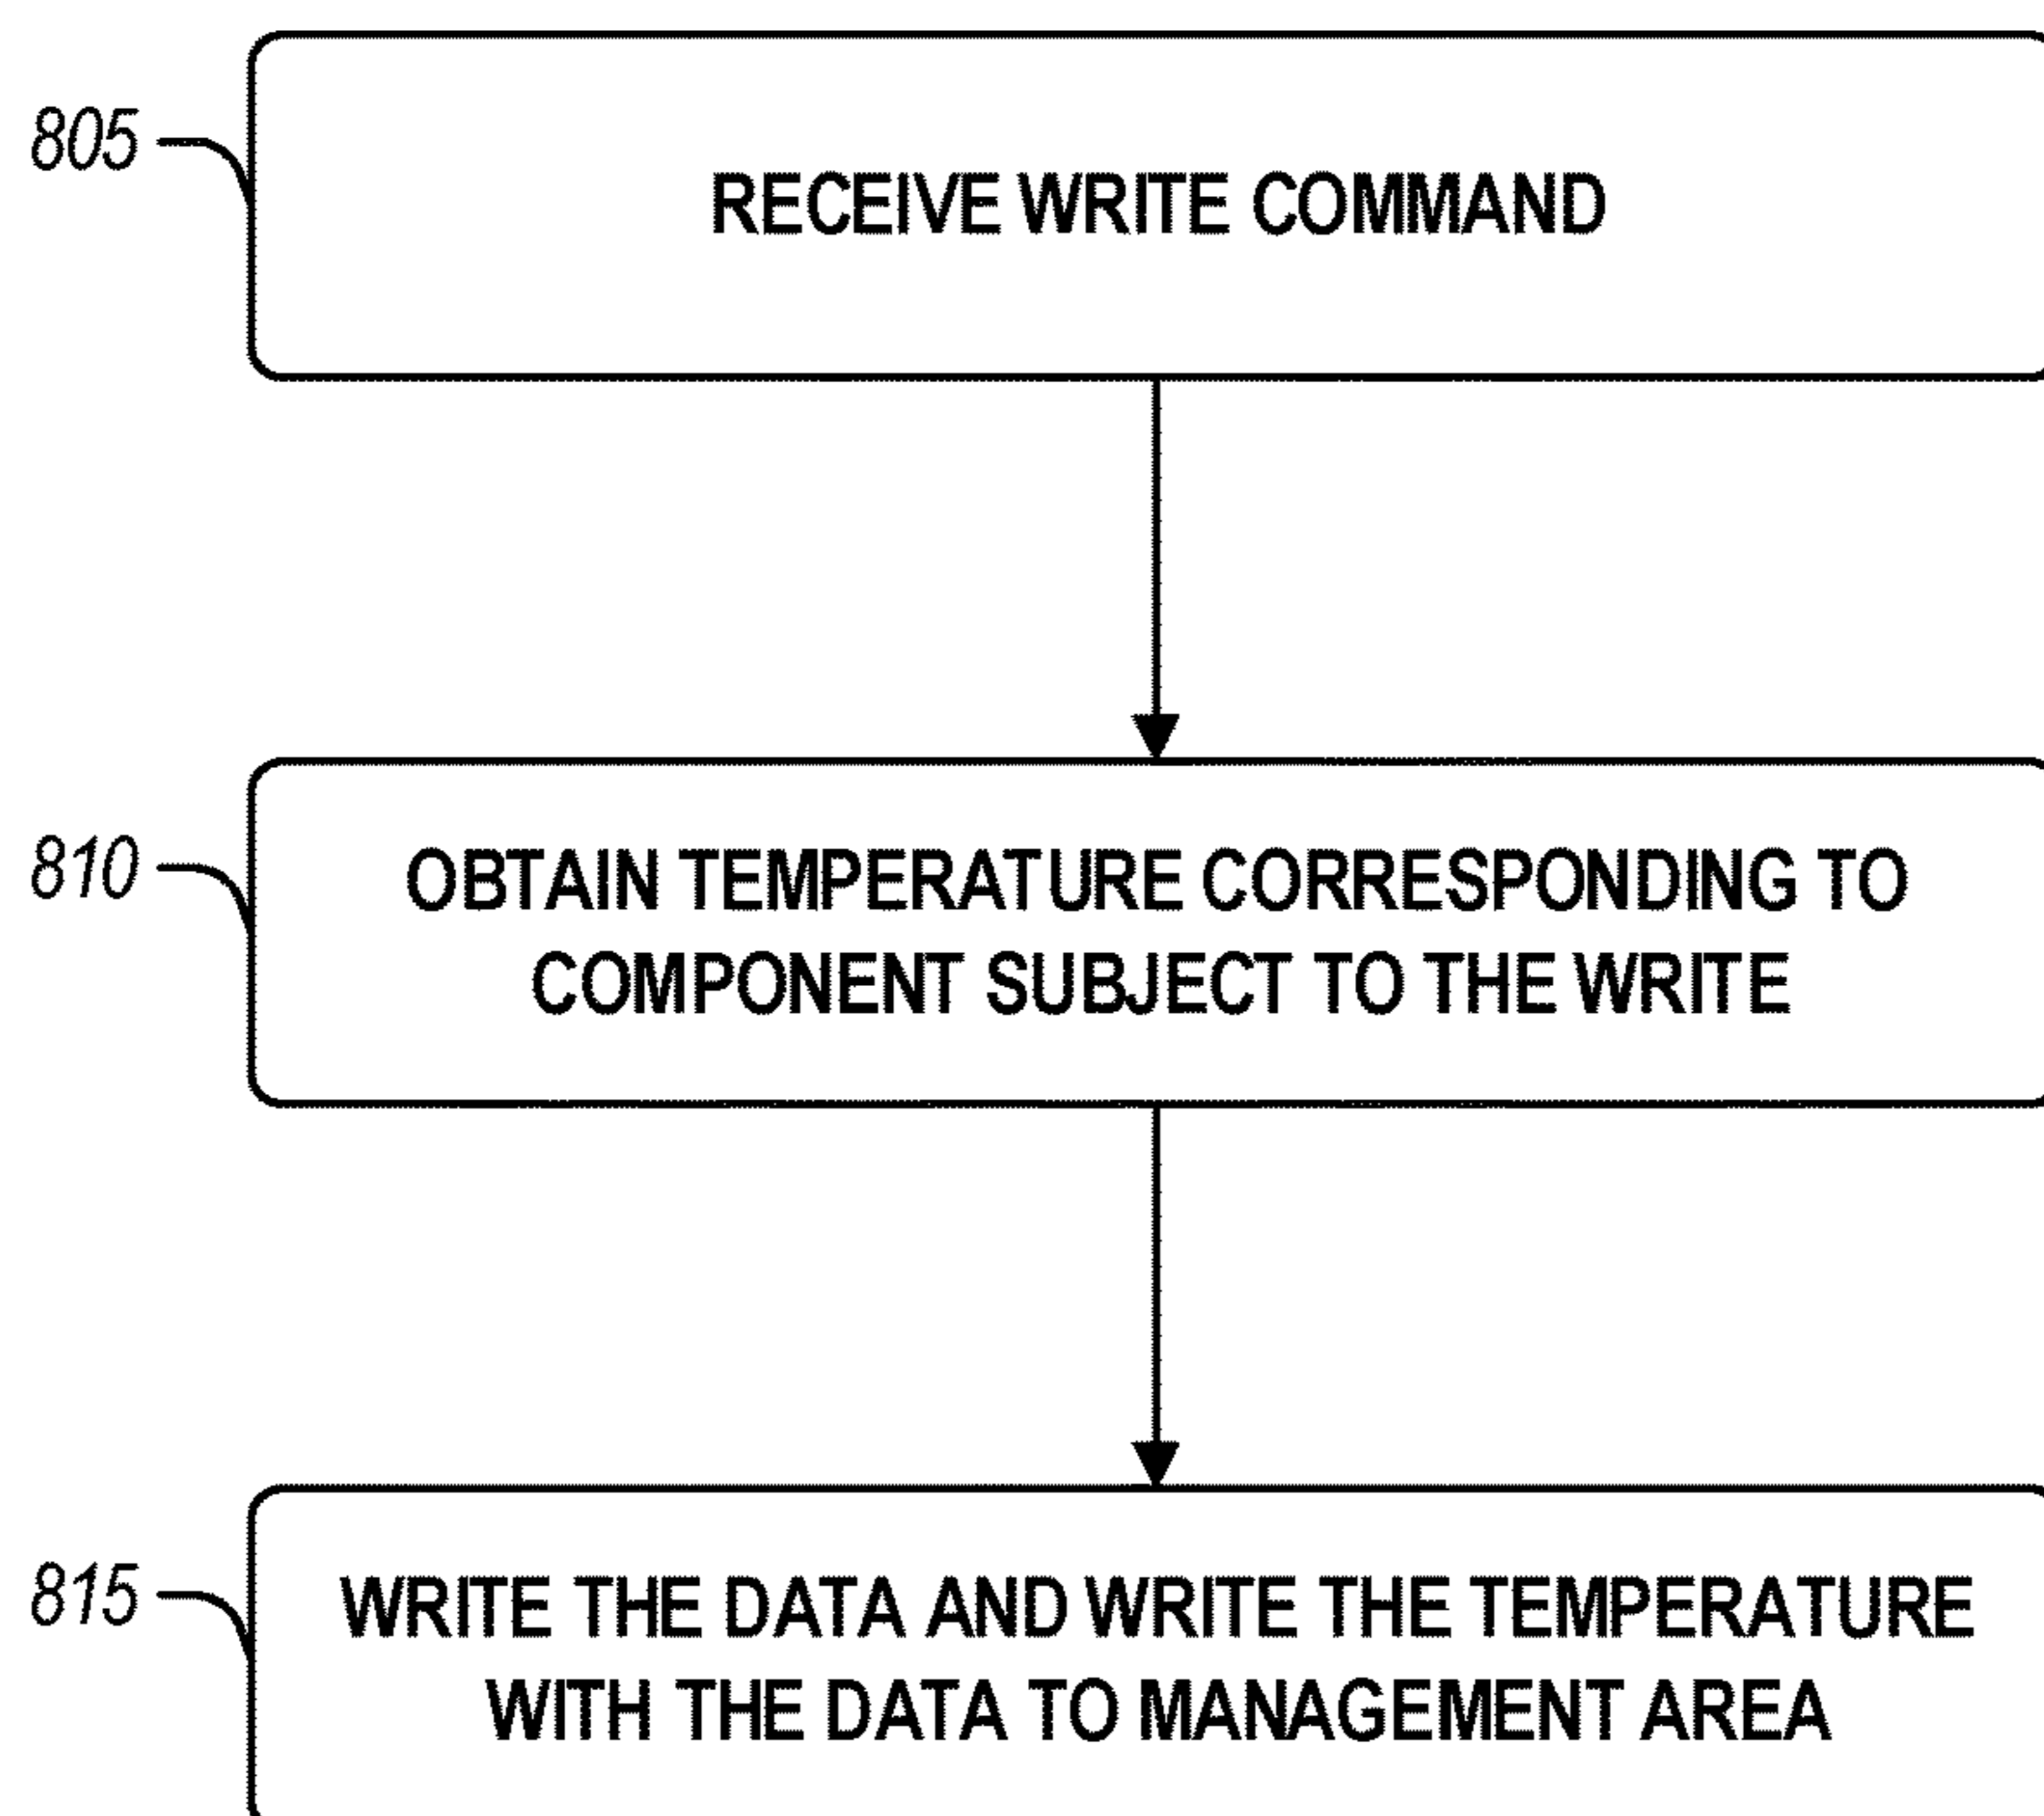 805
RECEIVE WRITE COMMAND
810
OBTAIN TEMPERATURE CORRESPONDING TO
COMPONENT SUBJECT TO THE WRITE
815
WRITE THE DATA AND WRITE THE TEMPERATURE
WITH THE DATA TO MANAGEMENT AREA